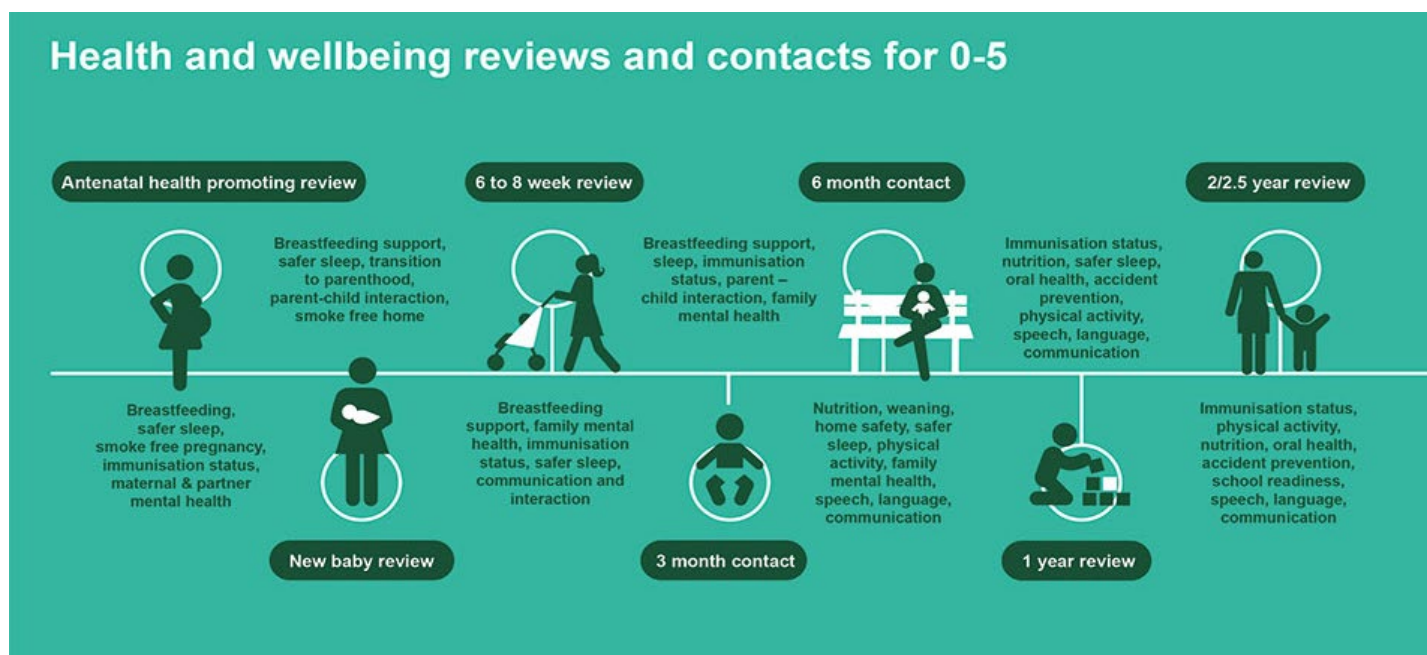 Health and wellbeing reviews and contacts for 0-5
Antenatal health promoting review
Breastfeeding,
safer sleep,
smoke free pregnancy,
immunisation status,
maternal & partner
mental health
Breastfeeding support,
safer sleep, transition
to parenthood,
parent-child interaction,
smoke free home
New baby review
6 to 8 week review
Breastfeeding
support, family mental
health, immunisation
status, safer sleep,
communication and
interaction
Breastfeeding support,
sleep, immunisation
status, parent –
child interaction, family
mental health
3 month contact
6 month contact
Nutrition, weaning,
home safety, safer
sleep, physical
activity, family
mental health,
speech, language,
communication
Immunisation status,
nutrition, safer sleep,
oral health, accident
prevention,
physical activity,
speech, language,
communication
1 year review
2/2.5 year review
Immunisation status,
physical activity,
nutrition, oral health,
accident prevention,
school readiness,
speech, language,
communication